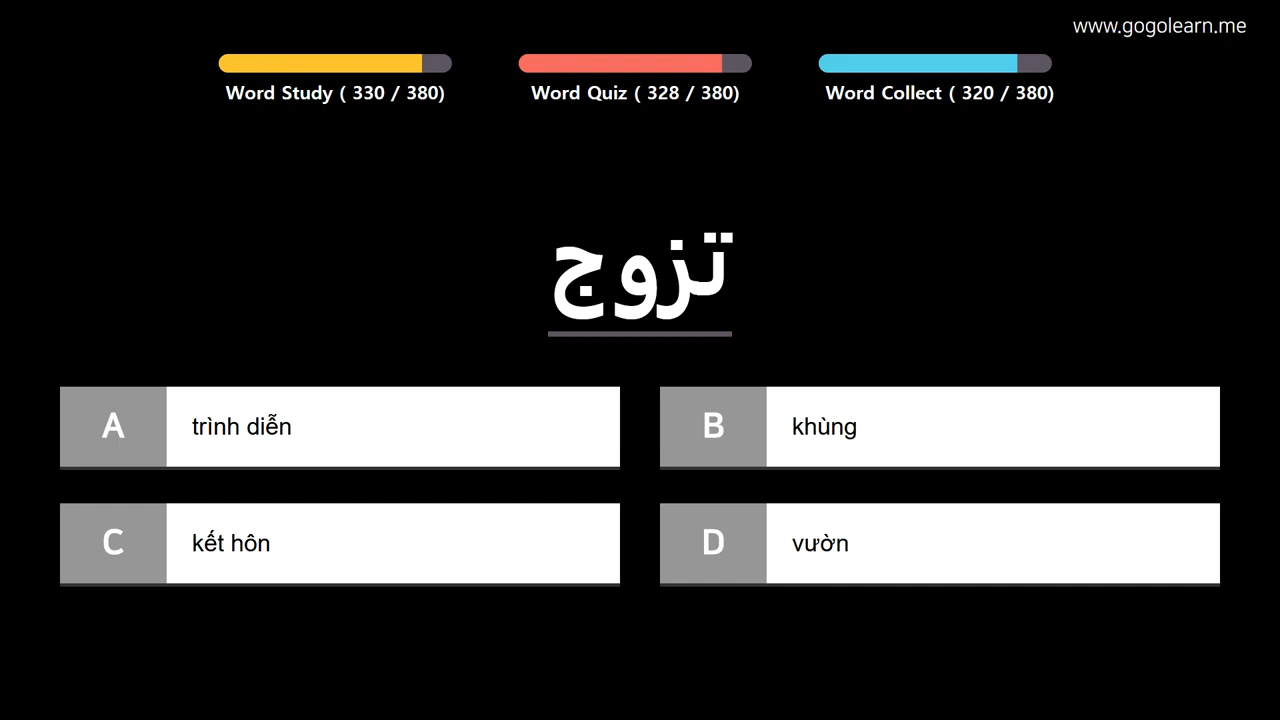 www.gogolearn.me
Word Study ( 330 / 380)
Word Quiz ( 328 / 380)
Word Collect ( 320 / 380)
تزوج
A trình diễn
B khùng
C kết hôn
D vườn